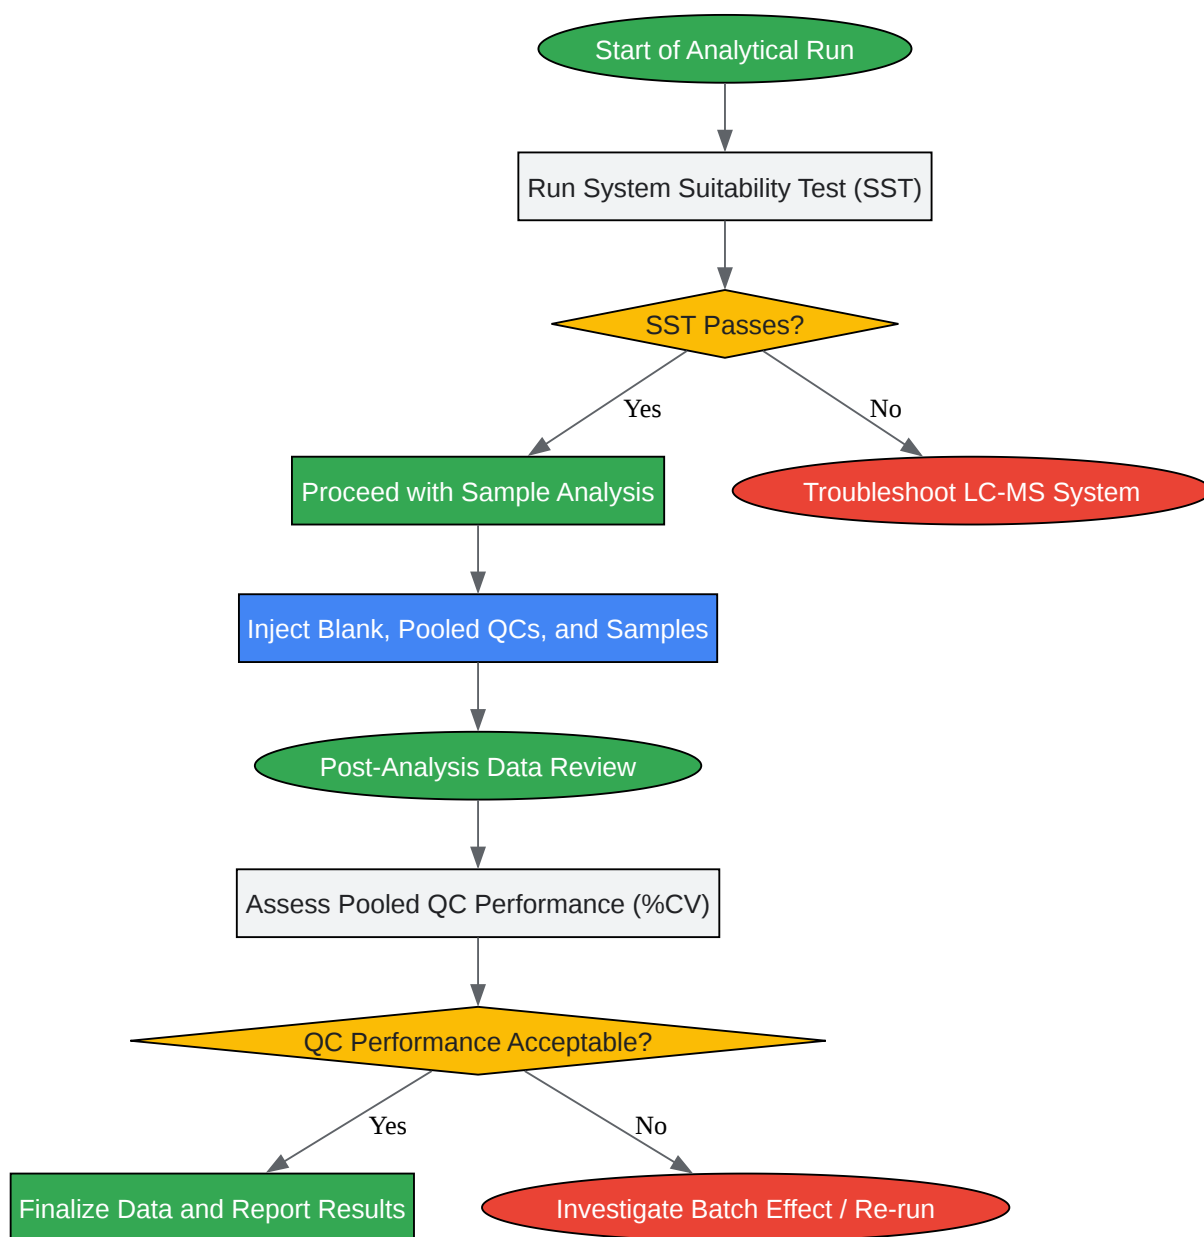 Start of Analytical Run
Run System Suitability Test (SST)
SST Passes?
Yes
No
Proceed with Sample Analysis
Troubleshoot LC-MS System
Inject Blank, Pooled QCs, and Samples
Post-Analysis Data Review
Assess Pooled QC Performance (%CV)
QC Performance Acceptable?
Yes
No
Finalize Data and Report Results
Investigate Batch Effect / Re-run